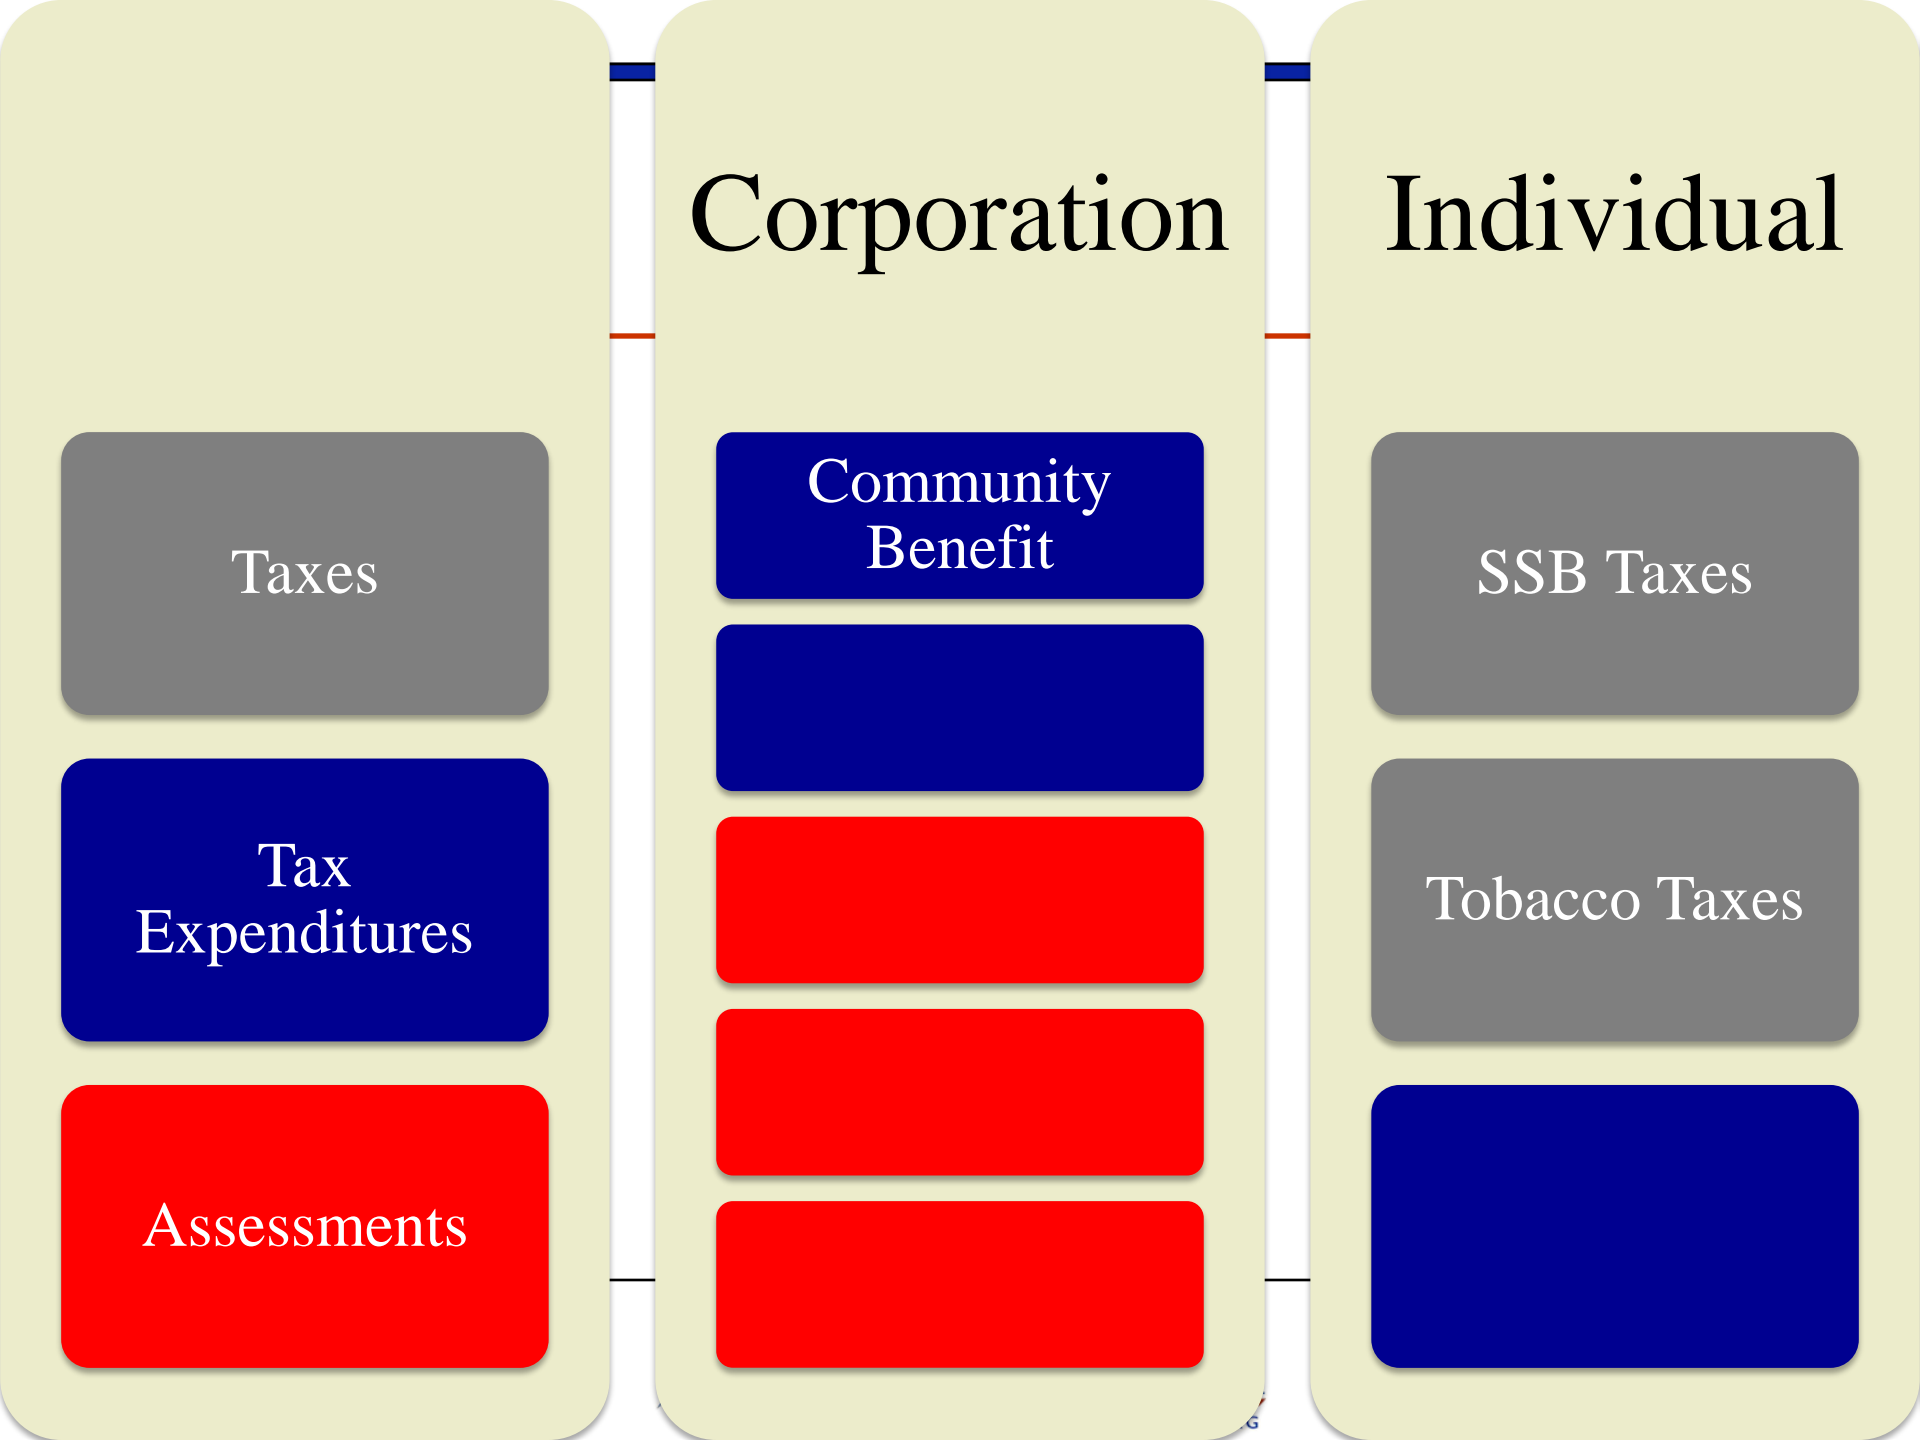 Corporation
Individual
Taxes
Tax
Expenditures
Assessments
Community
Benefit
SSB Taxes
Tobacco Taxes